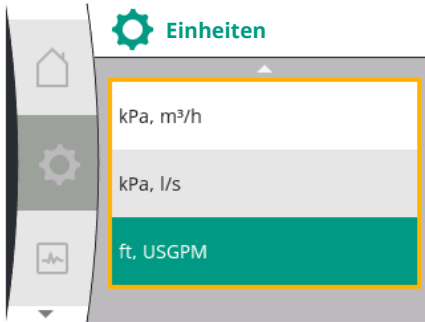 Einheiten
kPa, m³/h
kPa, l/s
ft, USGPM